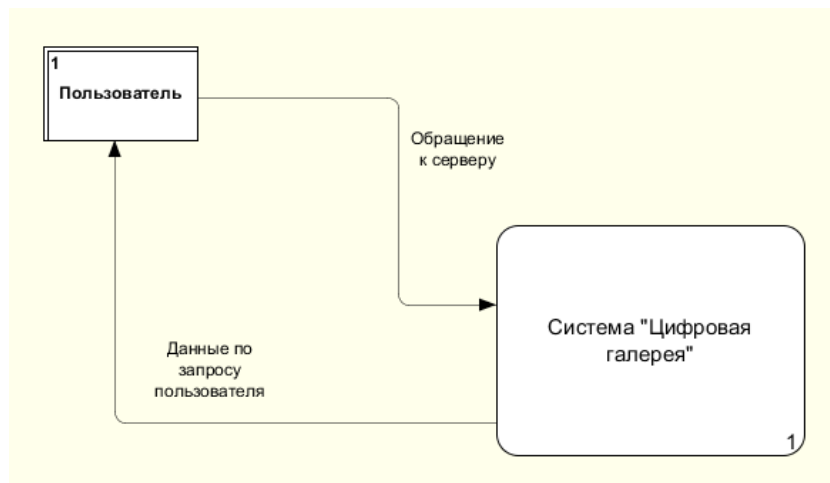 1
Пользователь
Обращение
к серверу
Система "Цифровая
галерея"
1
Данные по
запросу
пользователя